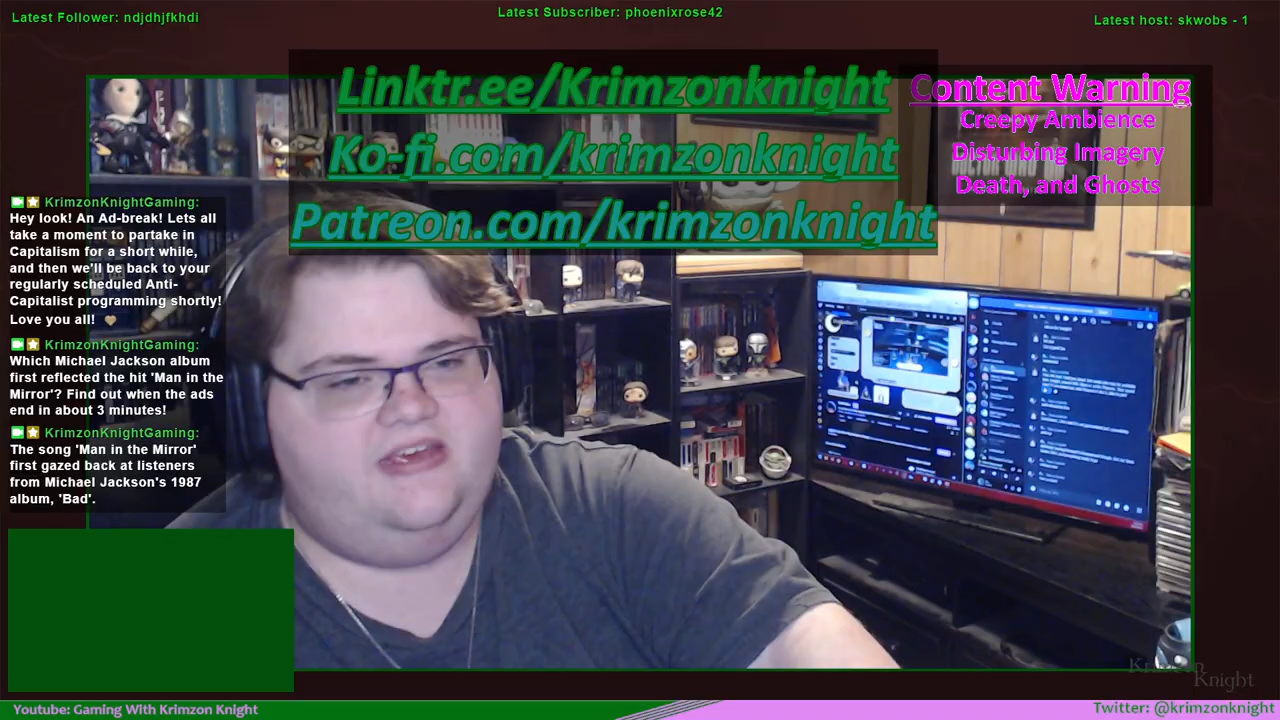 Latest Follower: ndjdhjfkhdi
Latest Subscriber: phoenixrose42
Latest host: skwobs - 1
Linktr.ee/Krimzonknight
Ko-fi.com/krimzonknight
Patreon.com/krimzonknight
Content Warning
Creepy Ambience
Disturbing Imagery
Death, and Ghosts
KrimzonKnightGaming:
Hey look! An Ad-break! Lets all
take a moment to partake in
Capitalism for a short while,
and then we'll be back to your
regularly scheduled Anti-
Capitalist programming shortly!
Love you all!
KrimzonKnightGaming:
Which Michael Jackson album
first reflected the hit 'Man in the
Mirror'? Find out when the ads
end in about 3 minutes!
KrimzonKnightGaming:
The song 'Man in the Mirror'
first gazed back at listeners
from Michael Jackson's 1987
album, 'Bad'.
Krimzon
Knight
Youtube: Gaming With Krimzon Knight
Twitter: @krimzonknight